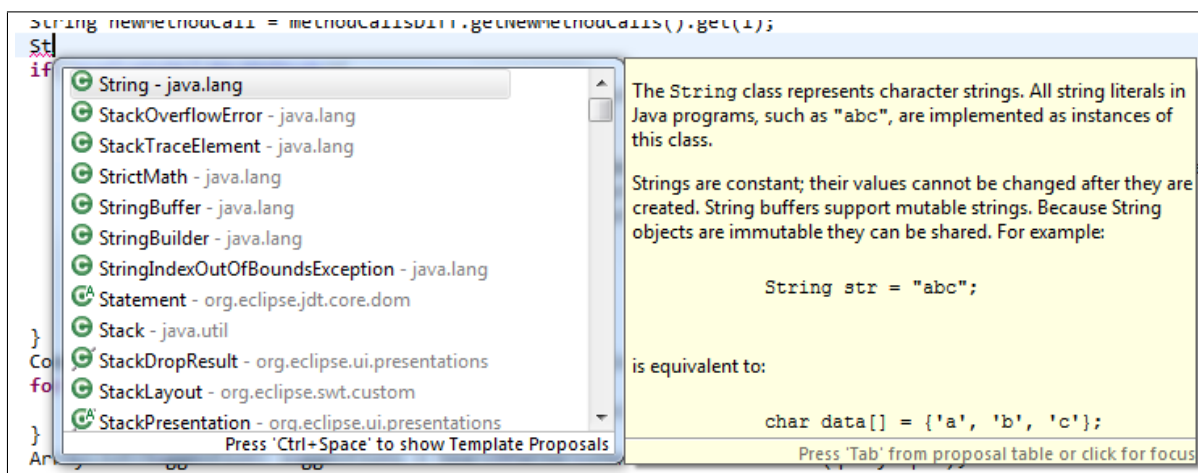 String newMethodCall = methodCallsDiff.getNewMethodCalls().get(i);
St
if
String - java.lang
StackOverflowError - java.lang
StackTraceElement - java.lang
StrictMath - java.lang
StringBuffer - java.lang
StringBuilder - java.lang
StringIndexOutOfBoundsException - java.lang
Statement - org.eclipse.jdt.core.dom
Stack - java.util
StackDropResult - org.eclipse.ui.presentations
StackLayout - org.eclipse.swt.custom
StackPresentation - org.eclipse.ui.presentations
Press 'Ctrl+Space' to show Template Proposals
}
Co
fo
}
Ar
The String class represents character strings. All string literals in
Java programs, such as "abc", are implemented as instances of
this class.
Strings are constant; their values cannot be changed after they are
created. String buffers support mutable strings. Because String
objects are immutable they can be shared. For example:
String str = "abc";
is equivalent to:
char data[] = {'a', 'b', 'c'};
Press 'Tab' from proposal table or click for focus